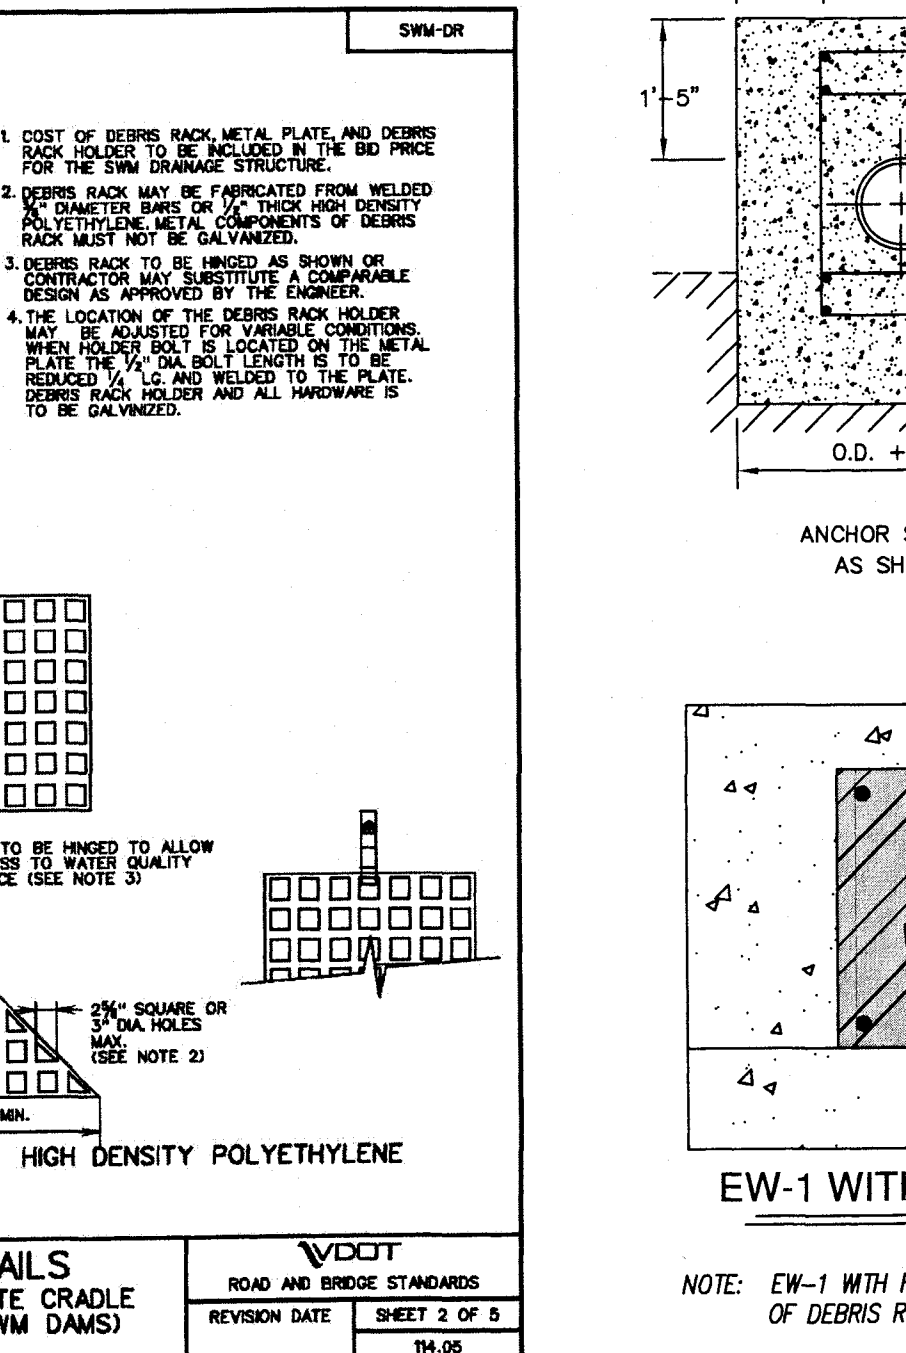 SWM-DR
1. COST OF DEBRIS RACK, METAL PLATE, AND DEBRIS
RACK HOLDER TO BE INCLUDED IN THE BID PRICE
FOR THE SWM DRAINAGE STRUCTURE.
2. DEBRIS RACK MAY BE FABRICATED FROM WELDED
" DIAMETER BARS OR 1/2" THICK HIGH DENSITY
POLYETHYLENE. METAL COMPONENTS OF DEBRIS
RACK MUST NOT BE GALVANIZED.
3. DEBRIS RACK TO BE HINGED AS SHOWN OR
CONTRACTOR MAY SUBSTITUTE A COMPARABLE
DESIGN AS APPROVED BY THE ENGINEER.
4. THE LOCATION OF THE DEBRIS RACK HOLDER
MAY BE ADJUSTED FOR VARIABLE CONDITIONS.
WHEN HOLDER BOLT IS LOCATED ON THE METAL
PLATE THE 1/2" DIA. BOLT LENGTH IS TO BE
REDUCED 1/4 LG. AND WELDED TO THE PLATE.
DEBRIS RACK HOLDER AND ALL HARDWARE IS
TO BE GALVINIZED.
TO BE HINGED TO ALLOW
SS TO WATER QUALITY
CE (SEE NOTE 3)
SQUARE OR
3" DIA. HOLES
MAX.
(SEE NOTE 2)
MIN.
HIGH DENSITY POLYETHYLENE
AILS
TE CRADLE
WM DAMS)
VDOT
ROAD AND BRIDGE STANDARDS
REVISION DATE
SHEET 2 OF 5
114.05
1'-5"
O.D. +
ANCHOR S
AS SH
EW-1 WITH
NOTE: EW-1 WITH
OF DEBRIS R